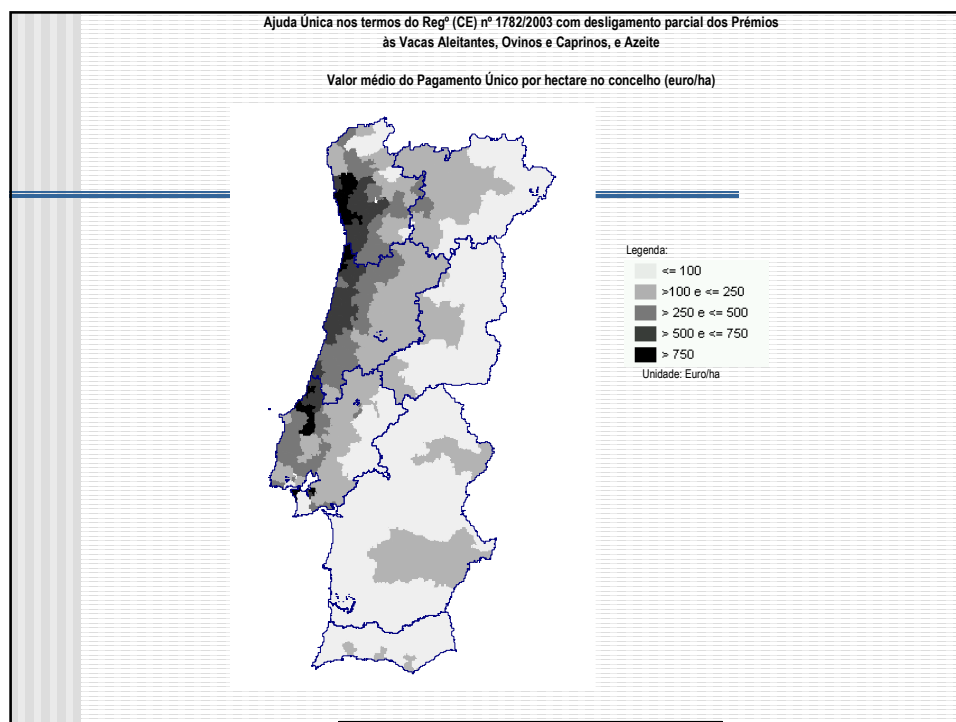 Ajuda Única nos termos do Regº (CE) nº 1782/2003 com desligamento parcial dos Prémios
às Vacas Aleitantes, Ovinos e Caprinos, e Azeite
Valor médio do Pagamento Único por hectare no concelho (euro/ha)
Legenda:
<= 100
>100 e <= 250
> 250 e <= 500
> 500 e <= 750
> 750
Unidade: Euro/ha